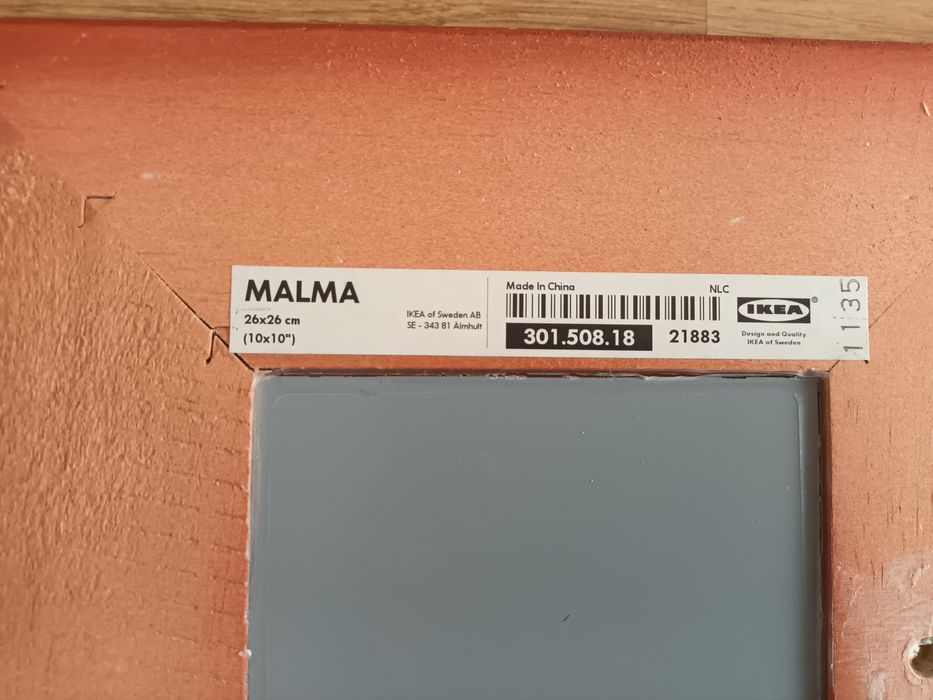 MALMA
26x26 cm
(10x10")
IKEA of Sweden AB
SE - 343 81 Älmhult
Made In China NLC
301.508.18 21883
IKEA®
Design and Quality
IKEA of Sweden
1135